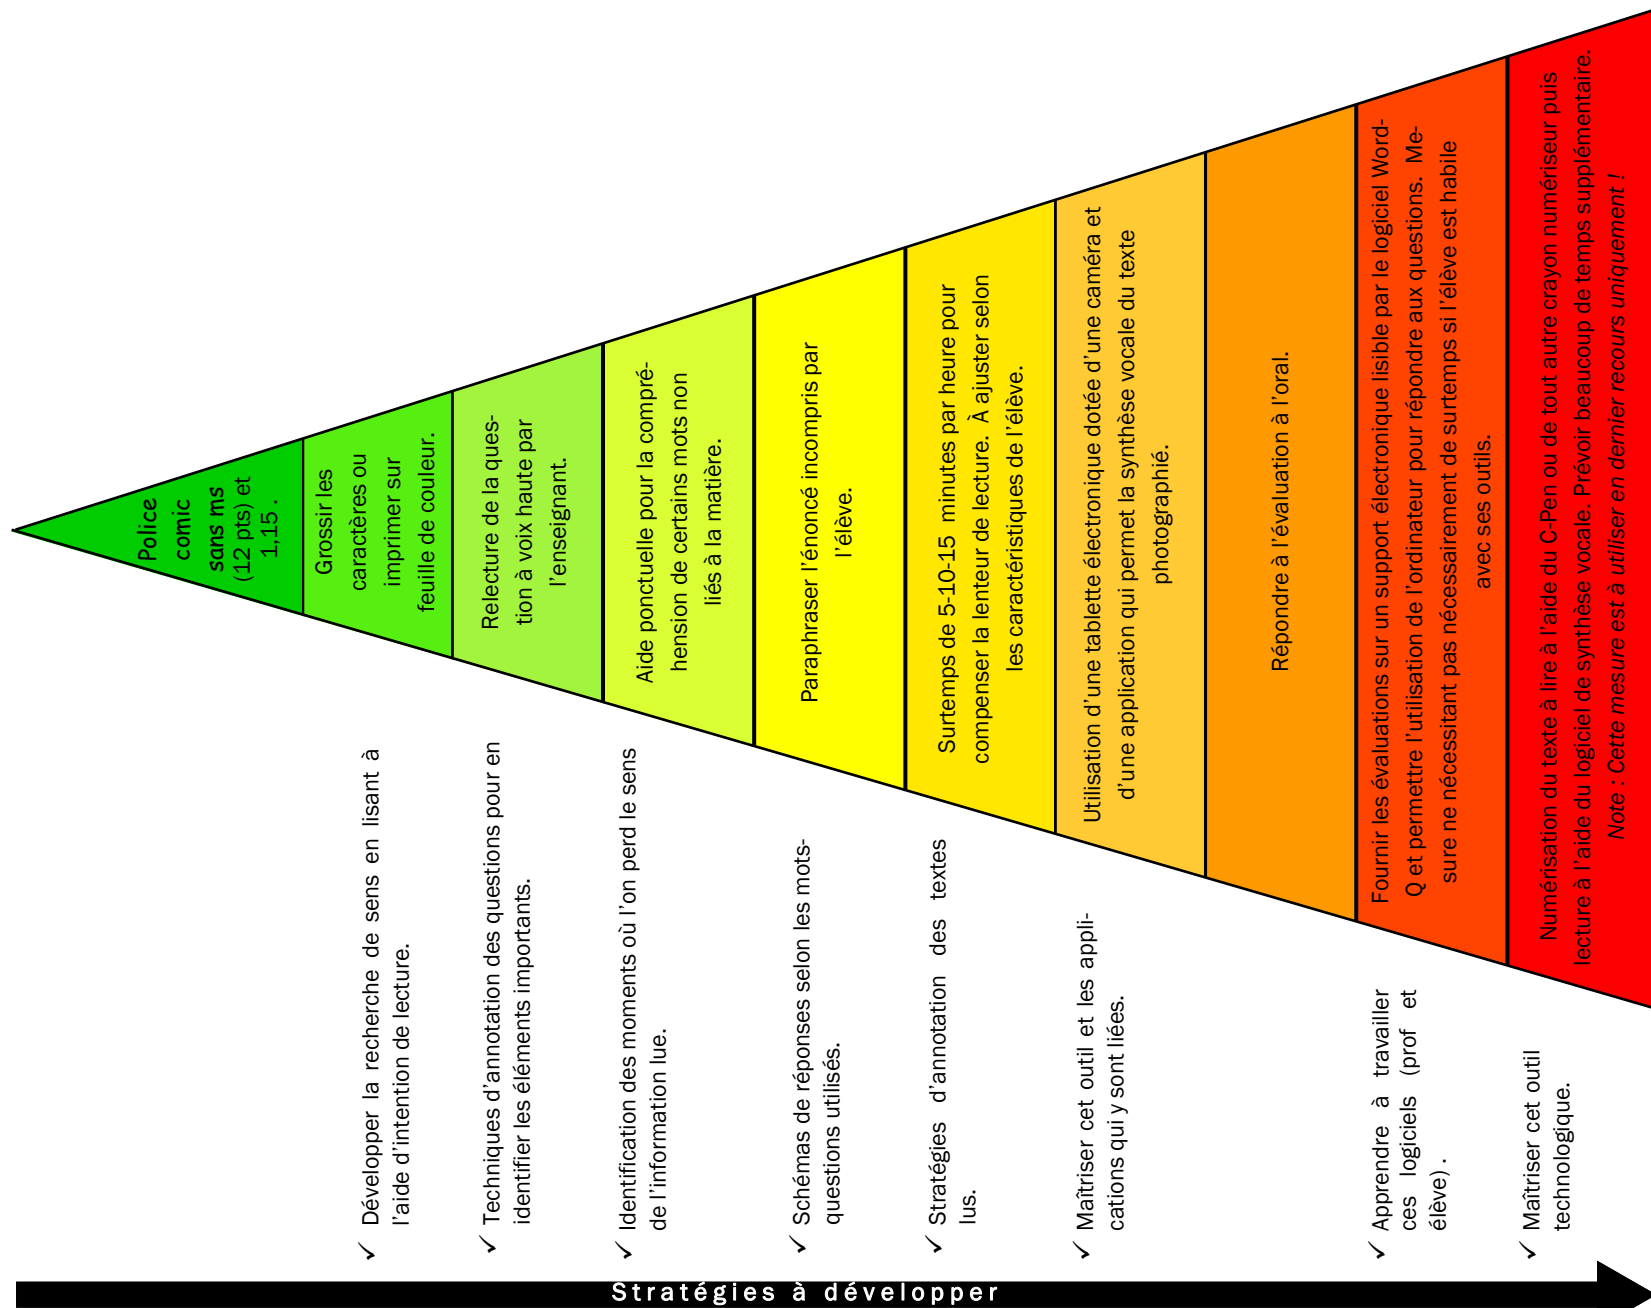 Police
comic
sans ms
(12 pts) et
1,15 .
Grossir les
caractères ou
imprimer sur
feuille de couleur.
Relecture de la ques-
tion à voix haute par
l'enseignant.
Aide ponctuelle pour la compré-
hension de certains mots non
liés à la matière.
Paraphraser l'énoncé incompris par
l'élève.
Surtemps de 5-10-15 minutes par heure pour
compenser la lenteur de lecture. À ajuster selon
les caractéristiques de l'élève.
Utilisation d'une tablette électronique dotée d'une caméra et
d'une application qui permet la synthèse vocale du texte
photographié.
Répondre à l'évaluation à l'oral.
Fournir les évaluations sur un support électronique lisible par le logiciel Word-
Q et permettre l'utilisation de l'ordinateur pour répondre aux questions. Me-
sure ne nécessitant pas nécessairement de surtemps si l'élève est habile
avec ses outils.
Numérisation du texte à lire à l'aide du C-Pen ou de tout autre crayon numériseur puis
lecture à l'aide du logiciel de synthèse vocale. Prévoir beaucoup de temps supplémentaire.
Note : Cette mesure est à utiliser en dernier recours uniquement !
✓ Développer la recherche de sens en lisant à
l'aide d'intention de lecture.
✓ Techniques d'annotation des questions pour en
identifier les éléments importants.
✓ Identification des moments où l'on perd le sens
de l'information lue.
✓ Schémas de réponses selon les mots-
questions utilisés.
✓ Stratégies d'annotation des textes
lus.
✓ Maîtriser cet outil et les appli-
cations qui y sont liées.
✓ Apprendre à travailler
ces logiciels (prof et
élève) .
✓ Maîtriser cet outil
technologique.
Stratégies à développer